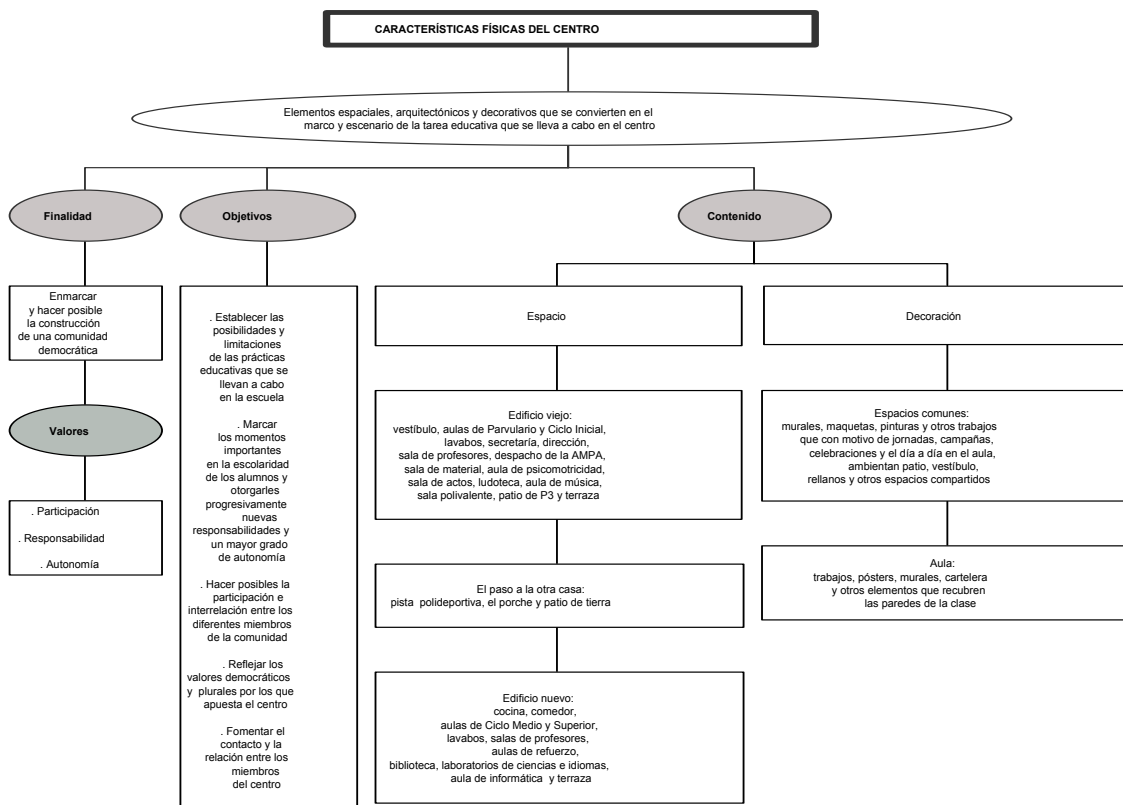 CARACTERÍSTICAS FÍSICAS DEL CENTRO
Elementos espaciales, arquitectónicos y decorativos que se convierten en el
marco y escenario de la tarea educativa que se lleva a cabo en el centro
Finalidad
Enmarcar
y hacer posible
la construcción
de una comunidad
democrática
Valores
. Participación
. Responsabilidad
. Autonomía
Objetivos
. Establecer las
posibilidades y
limitaciones
de las prácticas
educativas que se
llevan a cabo
en la escuela
. Marcar
los momentos
importantes
en la escolaridad
de los alumnos y
otorgarles
progresivamente
nuevas
responsabilidades y
un mayor grado
de autonomía
. Hacer posibles la
participación e
interrelación entre los
diferentes miembros
de la comunidad
. Reflejar los
valores democráticos
y plurales por los que
apuesta el centro
. Fomentar el
contacto y la
relación entre los
miembros
del centro
Contenido
Espacio
Edificio viejo:
vestíbulo, aulas de Parvulario y Ciclo Inicial,
lavabos, secretaría, dirección,
sala de profesores, despacho de la AMPA,
sala de material, aula de psicomotricidad,
sala de actos, ludoteca, aula de música,
sala polivalente, patio de P3 y terraza
El paso a la otra casa:
pista polideportiva, el porche y patio de tierra
Edificio nuevo:
cocina, comedor,
aulas de Ciclo Medio y Superior,
lavabos, salas de profesores,
aulas de refuerzo,
biblioteca, laboratorios de ciencias e idiomas,
aula de informática y terraza
Decoración
Espacios comunes:
murales, maquetas, pinturas y otros trabajos
que con motivo de jornadas, campañas,
celebraciones y el día a día en el aula,
ambientan patio, vestíbulo,
rellanos y otros espacios compartidos
Aula:
trabajos, pósters, murales, cartelera
y otros elementos que recubren
las paredes de la clase